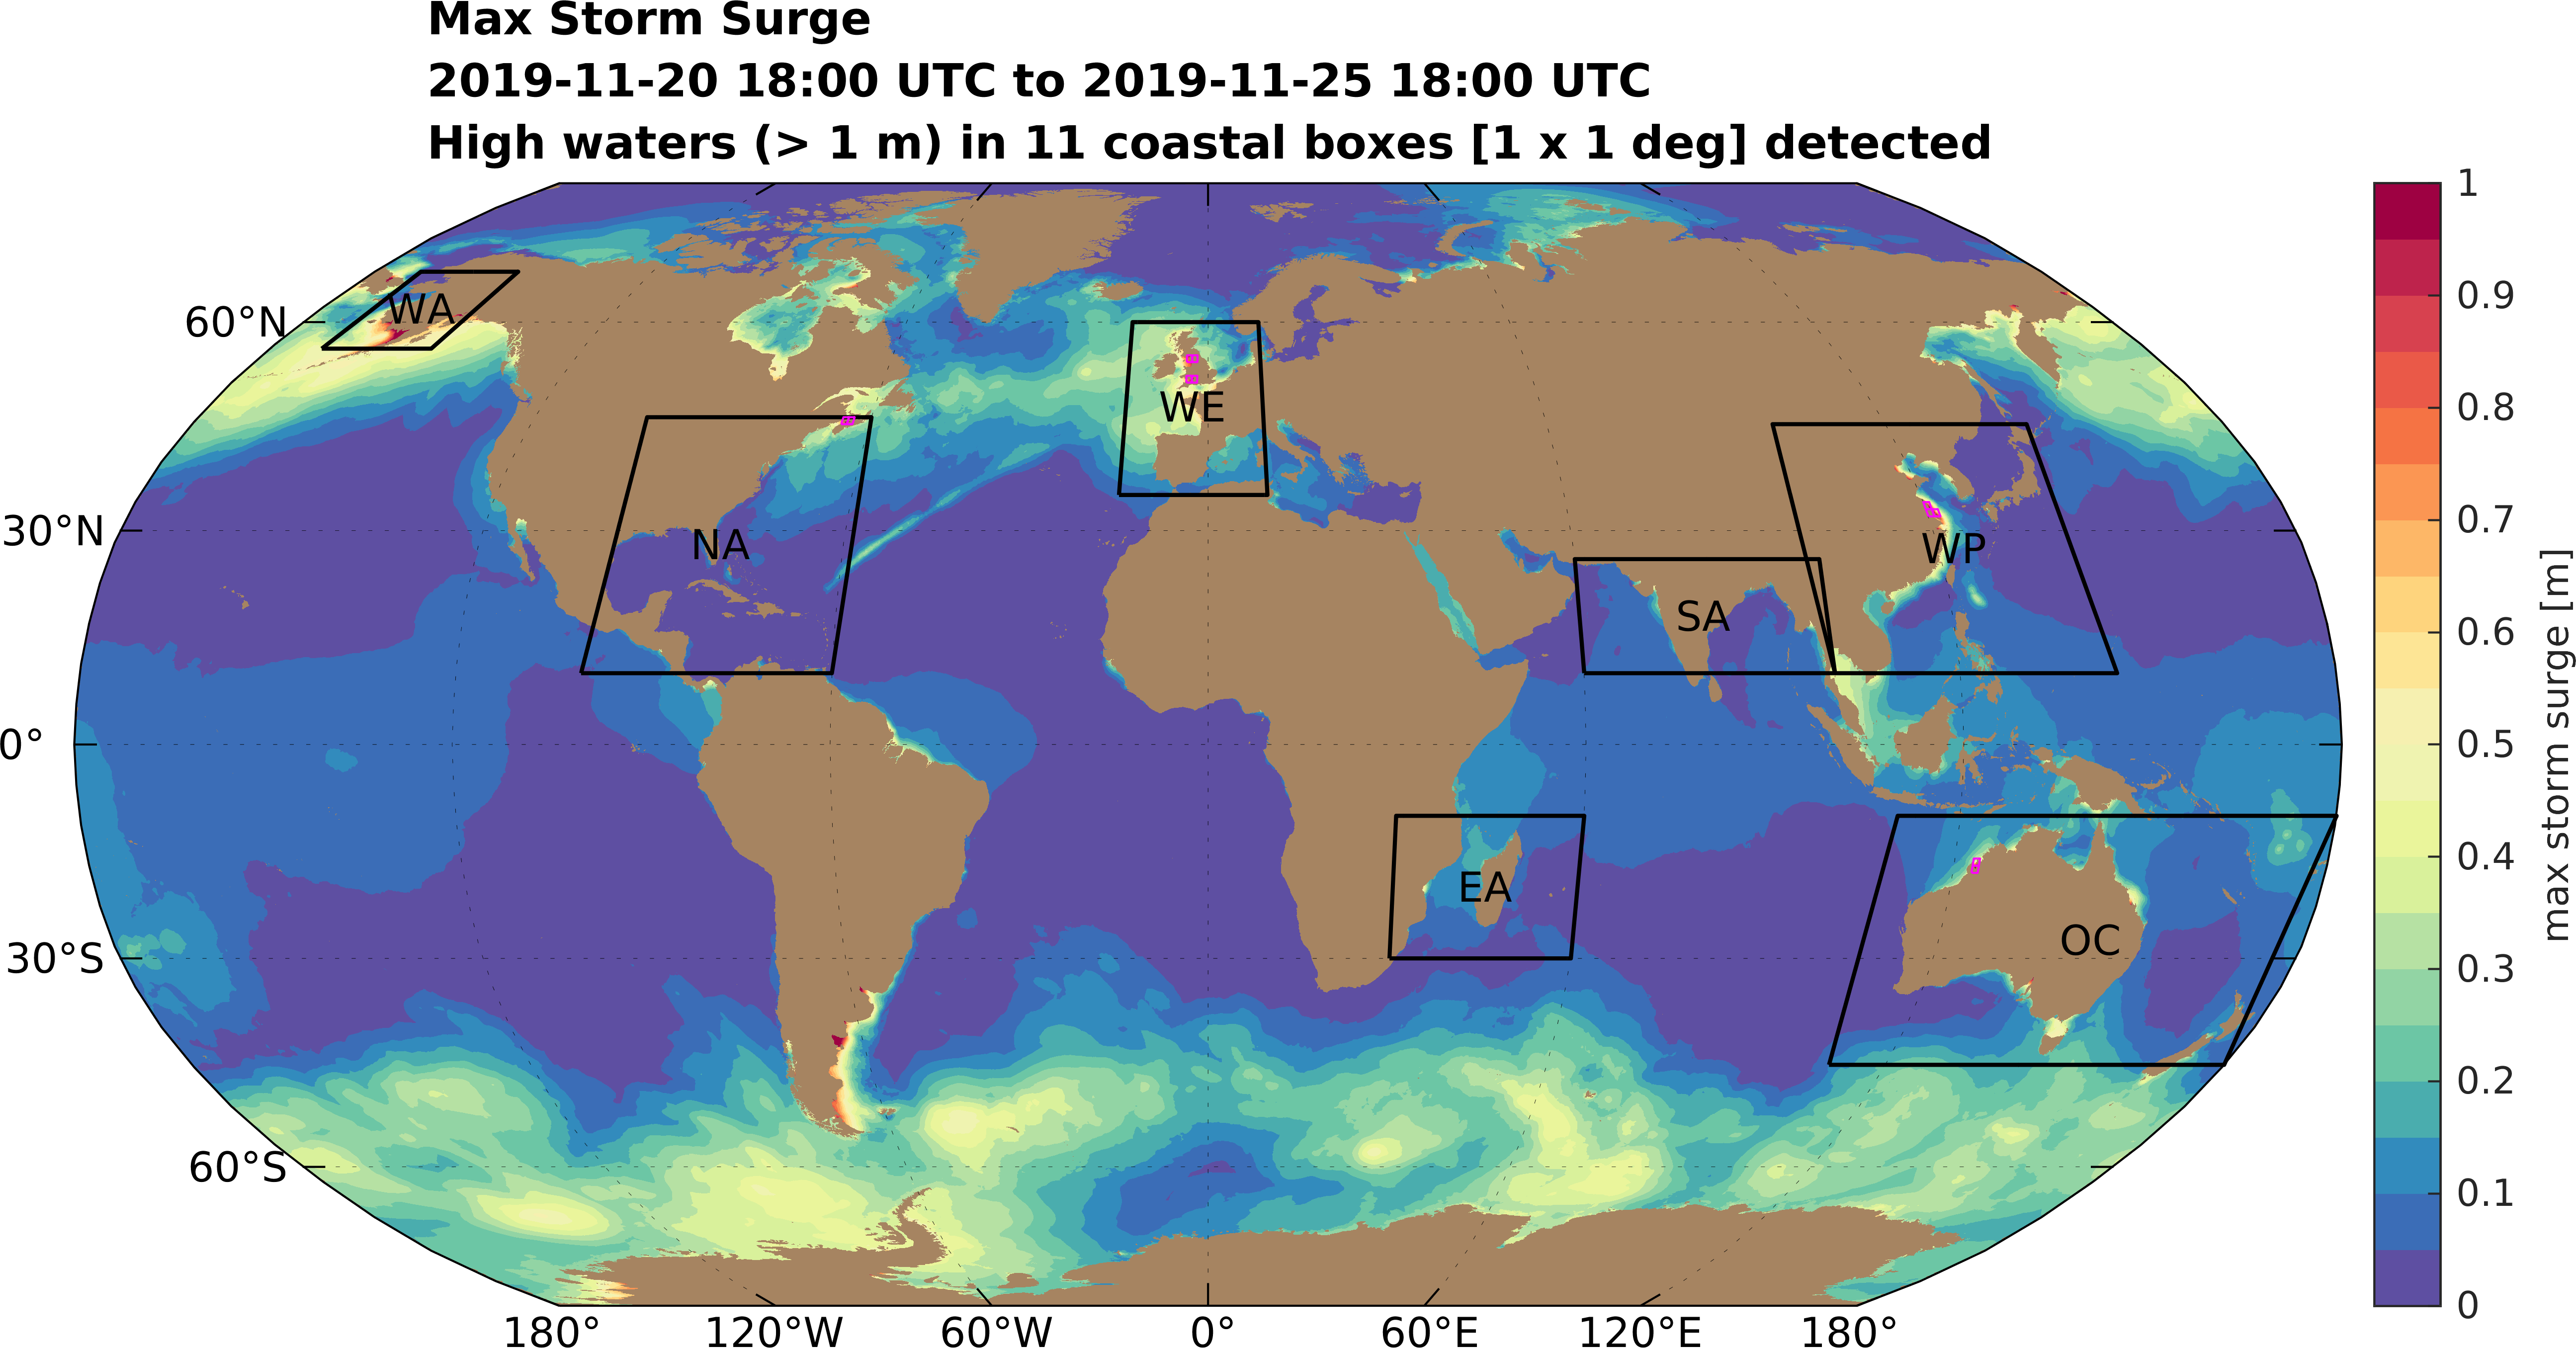 Max Storm Surge
2019-11-20 18:00 UTC to 2019-11-25 18:00 UTC
High waters (> 1 m) in 11 coastal boxes [1 x 1 deg] detected
60°N
30°N
0°
30°S
60°S
WA
NA
WE
SA
WP
EA
OC
180°
120°W
60°W
0°
60°E
120°E
180°
1
0.9
0.8
0.7
0.6
0.5
0.4
0.3
0.2
0.1
0
max storm surge [m]